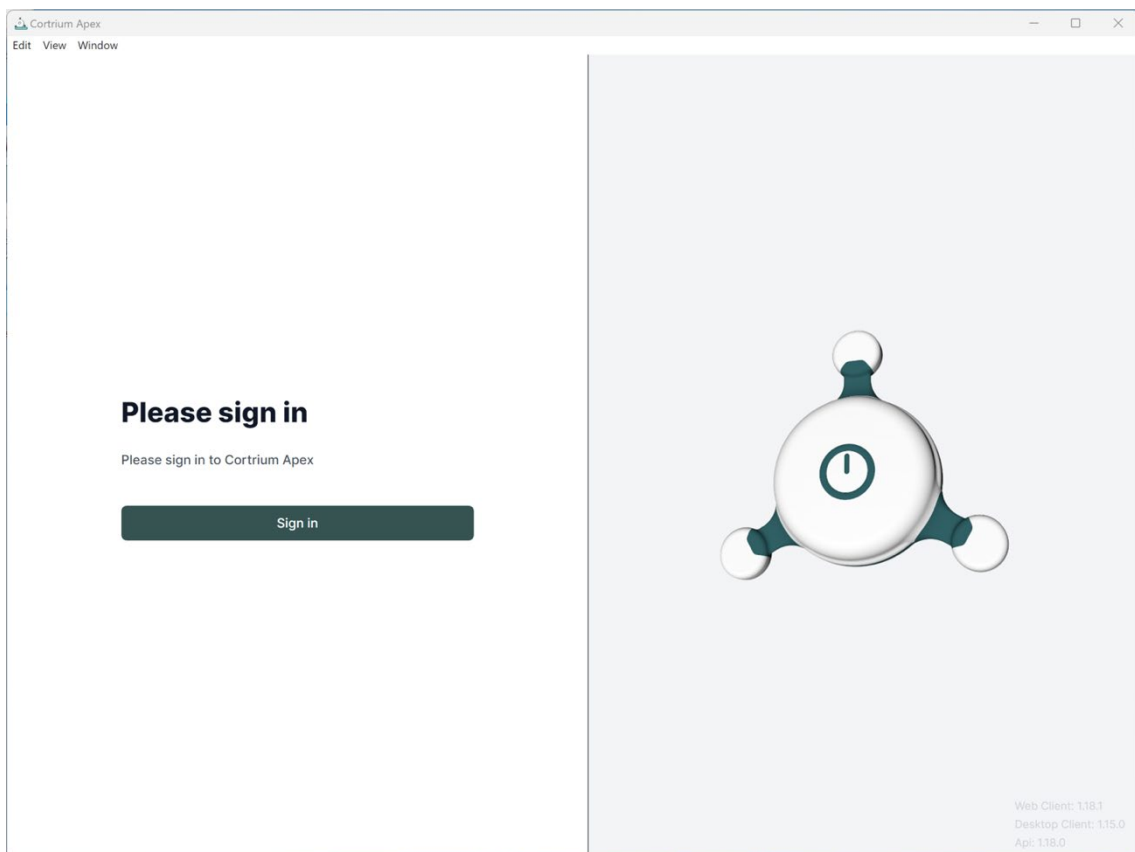 Cortrium Apex
Edit View Window
Please sign in
Please sign in to Cortrium Apex
Sign in
Web Client: 1.18.1
Desktop Client: 1.15.0
Api: 1.18.0